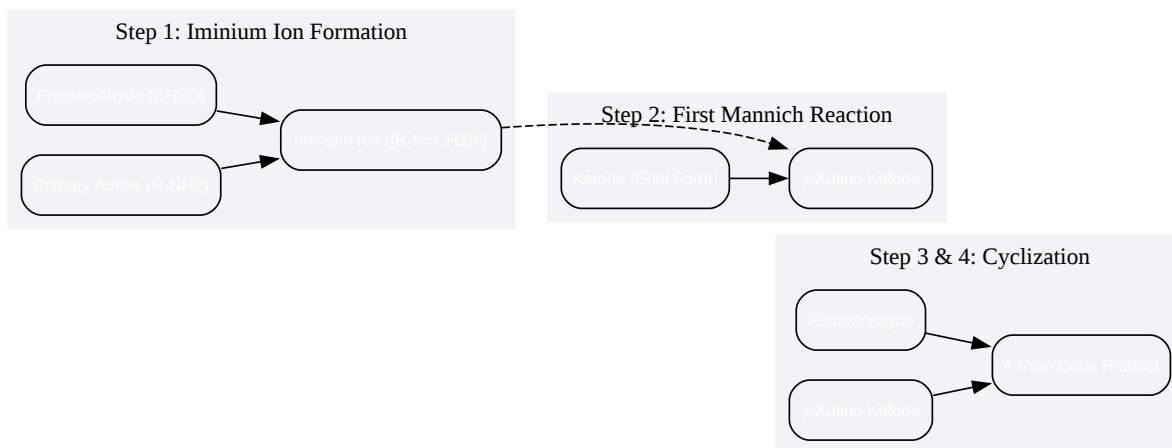 Step 1: Iminium Ion Formation
Formaldehyde (CH2O)
Primary Amine (R-NH2)
Iminium Ion ([R-N=CH2]+)
Step 2: First Mannich Reaction
Ketone (Enol Form)
γ-Amino Ketone
Step 3 & 4: Cyclization
Formaldehyde
γ-Amino Ketone
4-Piperidone Product